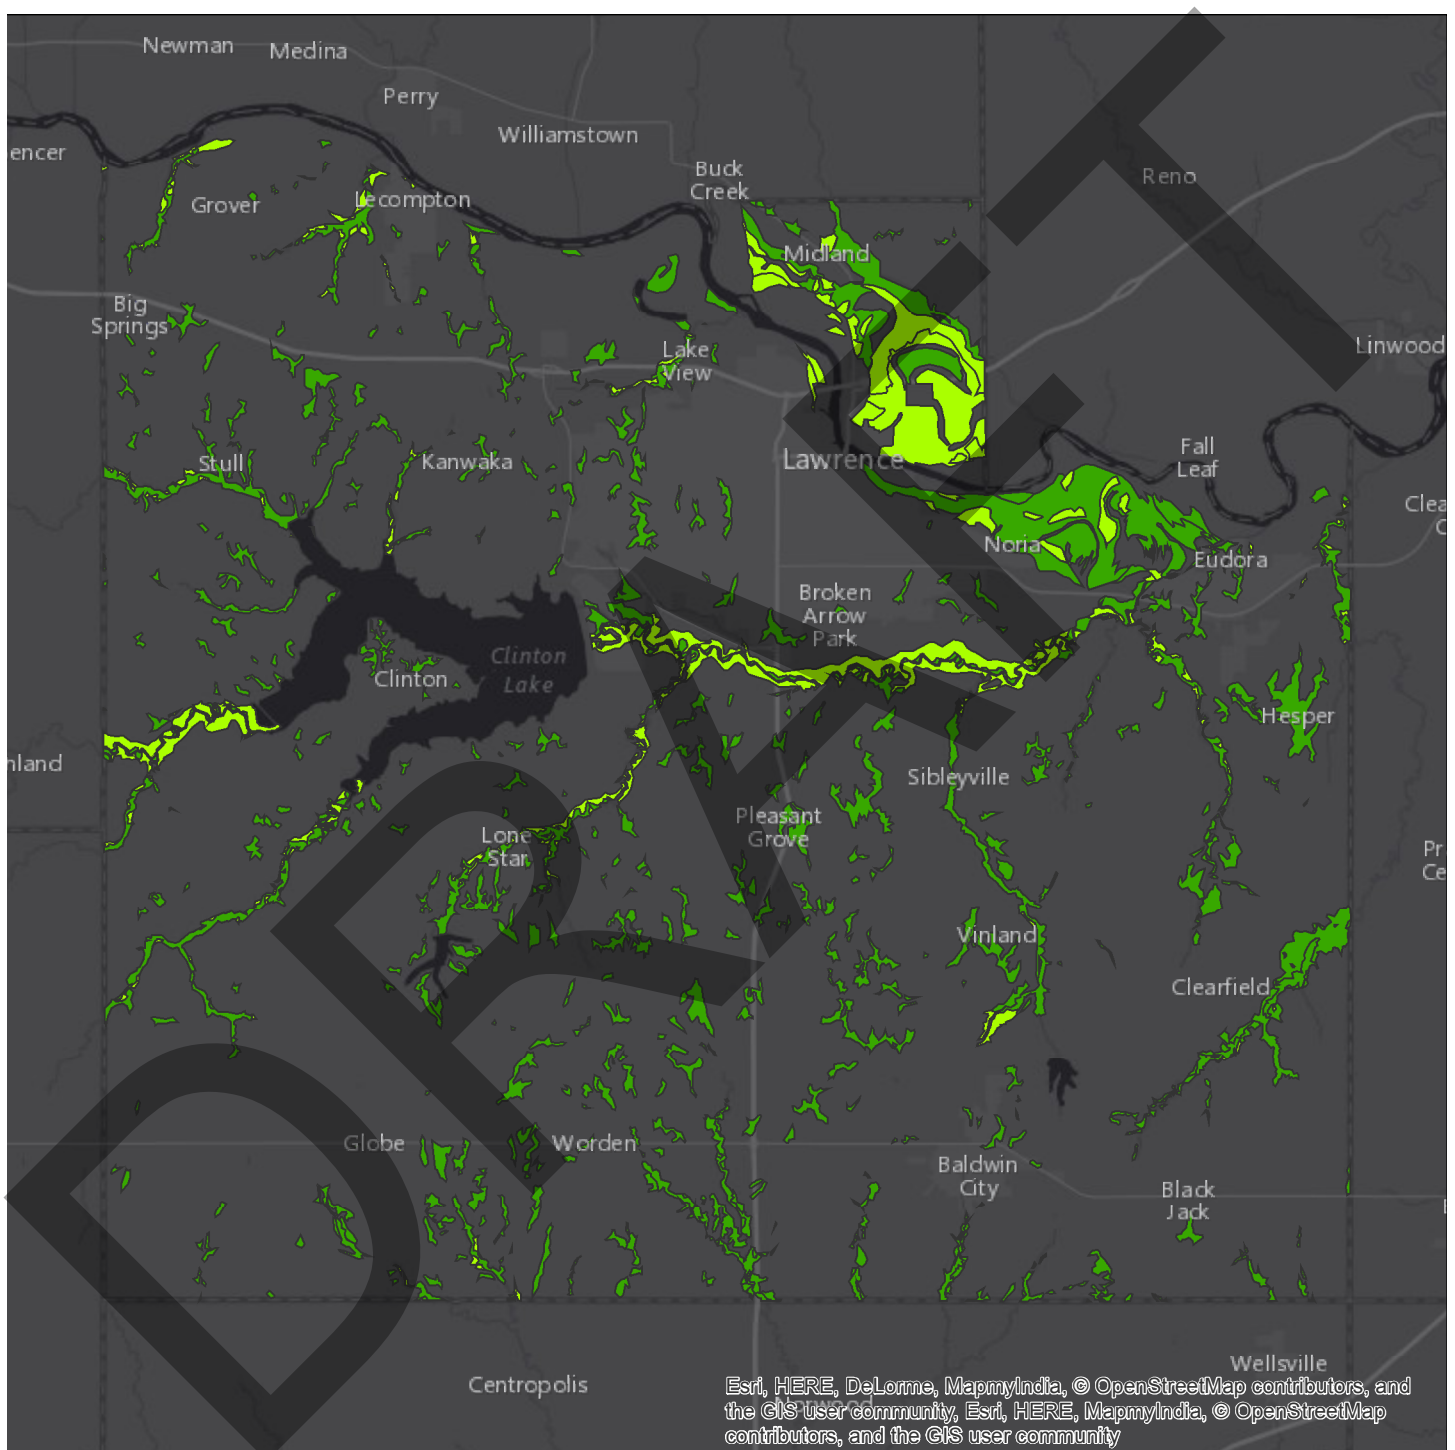 Newman
Medina
Perry
Williamstown
encer
Buck
Creek
Reno
Grover
Lecompton
Midland
Big
Springs
Lake
View
Linwood
Stull
Kanwaka
Lawrence
Fall
Leaf
Clea
C
Noria
Eudora
Broken
Arrow
Park
Clinton
Lake
Clinton
Hesper
nland
Sibleyville
Pleasant
Grove
Lone
Star
Pr
Ce
Vinland
Clearfield
Globe
Worden
Baldwin
City
Black
Jack
Wellsville
Centropolis
Norwood
Esri, HERE, DeLorme, MapmyIndia, © OpenStreetMap contributors, and
the GIS user community, Esri, HERE, MapmyIndia, © OpenStreetMap
contributors, and the GIS user community
DRAFT